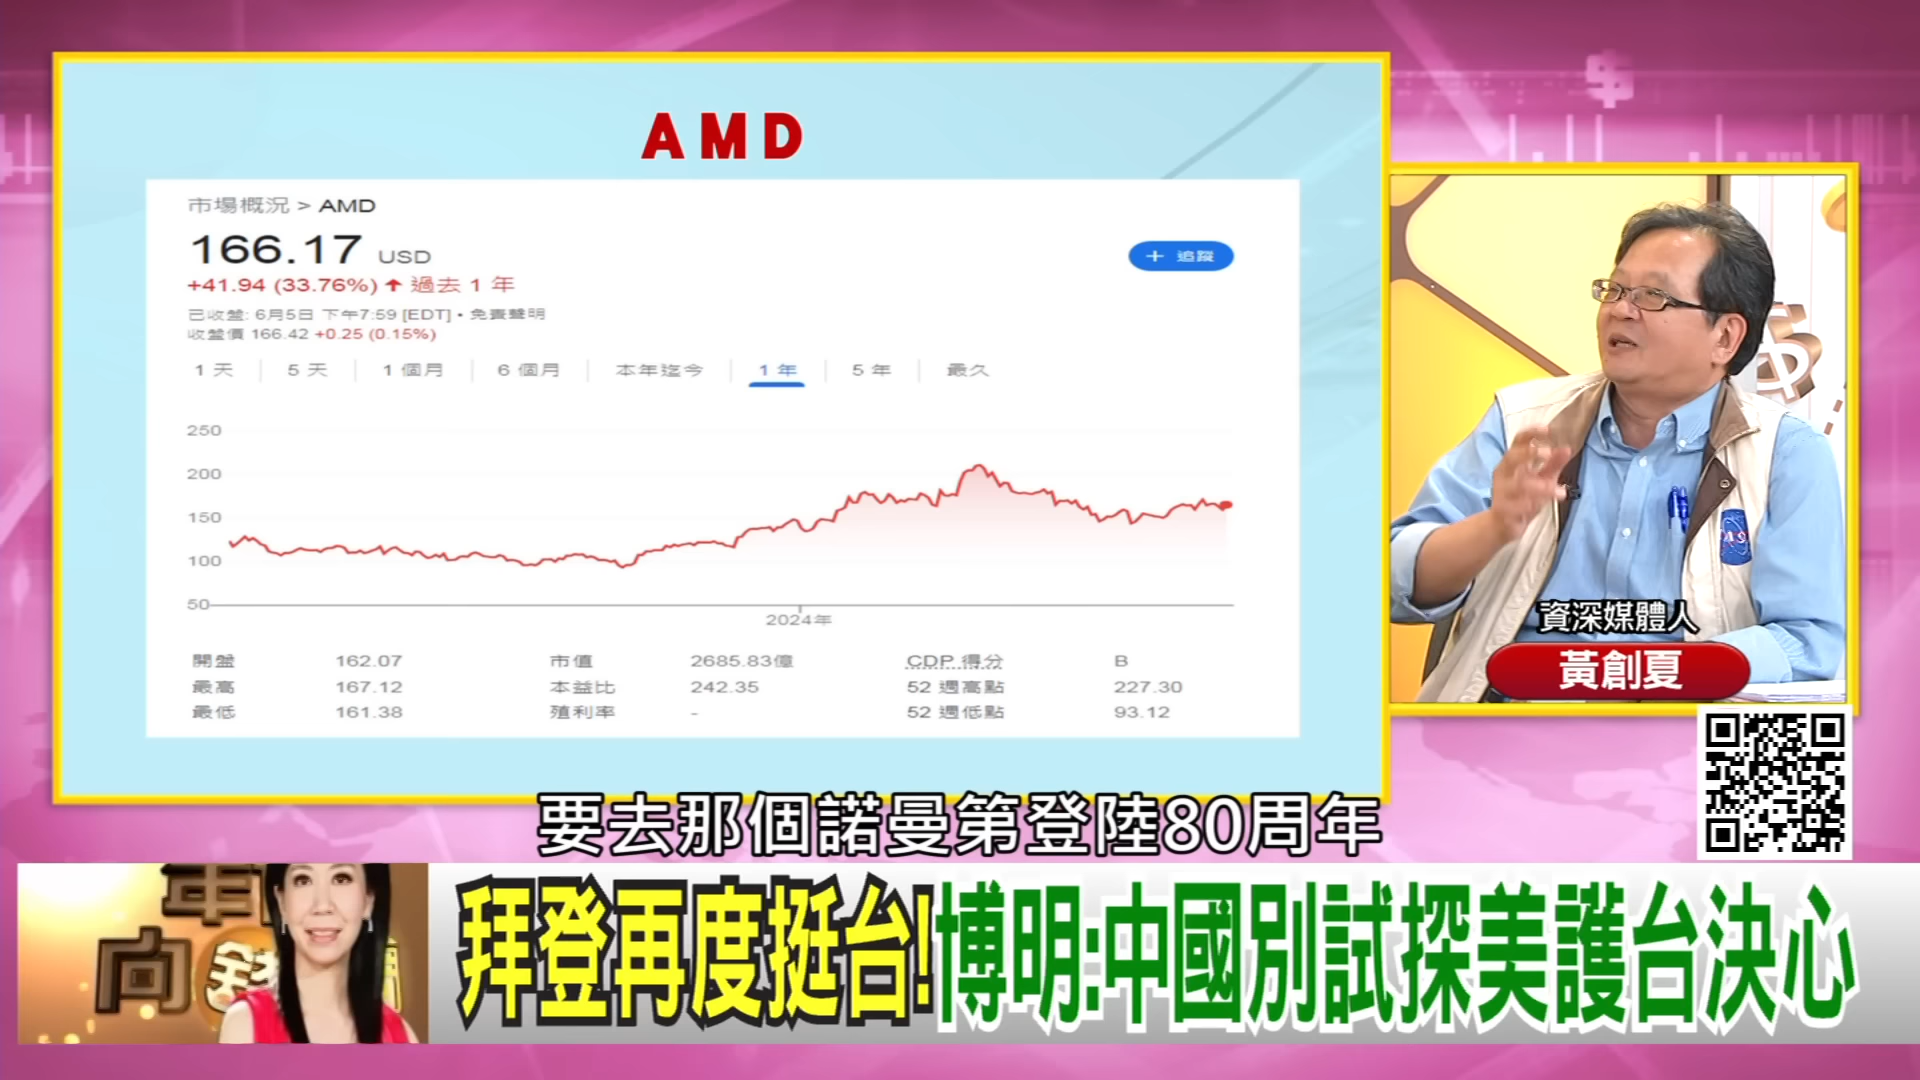 AMD
市場概況 > AMD
166.17 USD
+41.94 (33.76%) 過去 1 年
已收盤: 6月5日 下午7:59 [EDT] • 免責聲明
收盤價 166.42 +0.25 (0.15%)
+ 追蹤
1 天 5 天 1 個月 6 個月 本年迄今 1 年 5 年 最久
250
200
150
100
50
2024年
開盤 162.07 市值 2685.83億 CDP 得分 B
最高 167.12 本益比 242.35 52 週高點 227.30
最低 161.38 殖利率 - 52 週低點 93.12
資深媒體人
黃創夏
要去那個諾曼第登陸80周年
向錢
拜登再度挺台!博明:中國別試探美護台決心